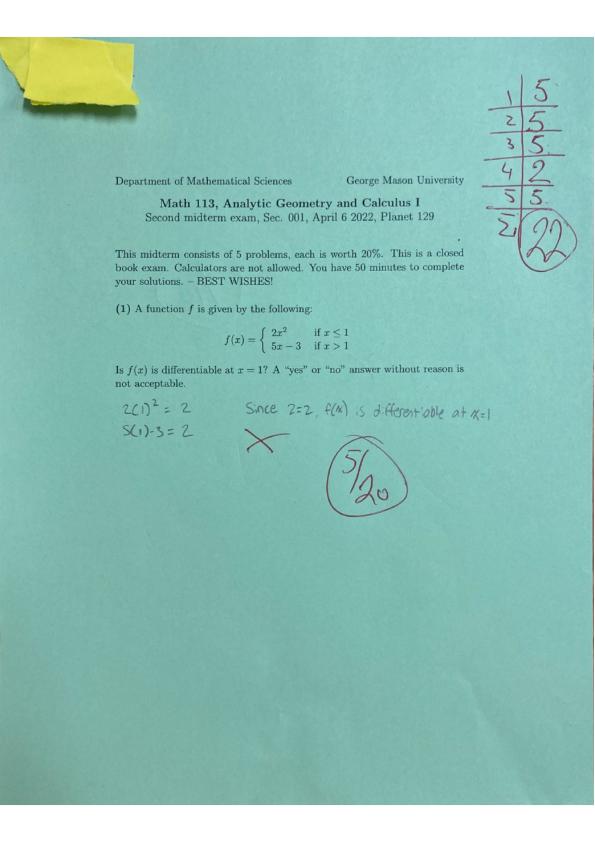 1 | 5
2 | 5
3 | 5
4 | 2
5 | 5
Σ | 22
Department of Mathematical Sciences George Mason University
Math 113, Analytic Geometry and Calculus I
Second midterm exam, Sec. 001, April 6 2022, Planet 129
This midterm consists of 5 problems, each is worth 20%. This is a closed
book exam. Calculators are not allowed. You have 50 minutes to complete
your solutions. – BEST WISHES!
(1) A function f is given by the following:
f(x) = { 2x² if x ≤ 1
5x − 3 if x > 1
Is f(x) is differentiable at x = 1? A “yes” or “no” answer without reason is
not acceptable.
2(1)² = 2 Since 2=2, f(x) is differentiable at x=1
5(1)-3 = 2
5/20